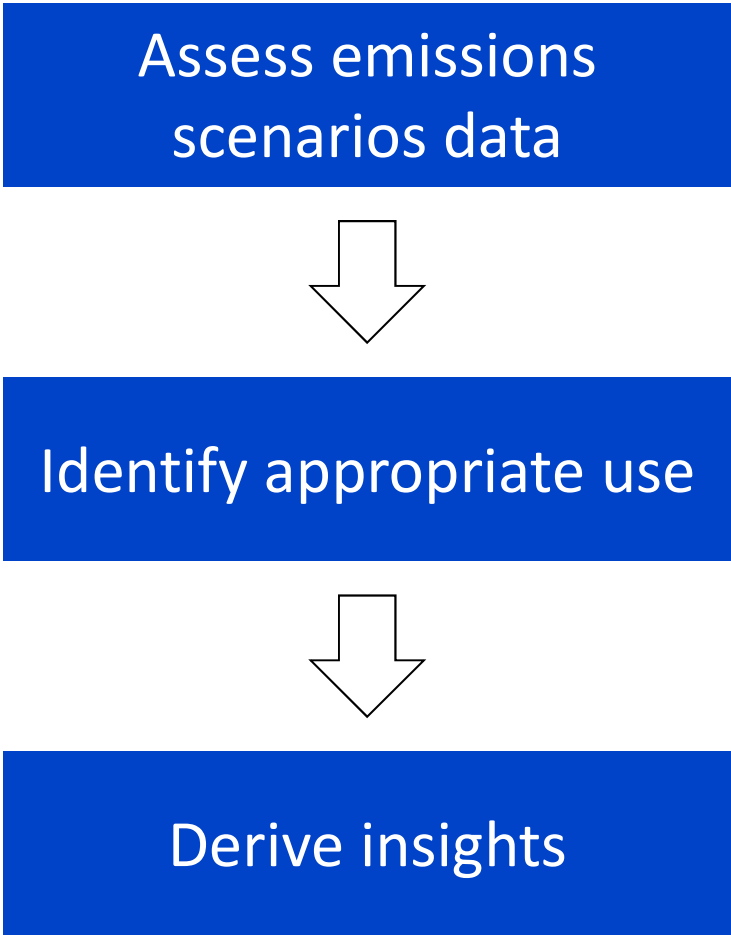 Assess emissions
scenarios data
Identify appropriate use
Derive insights